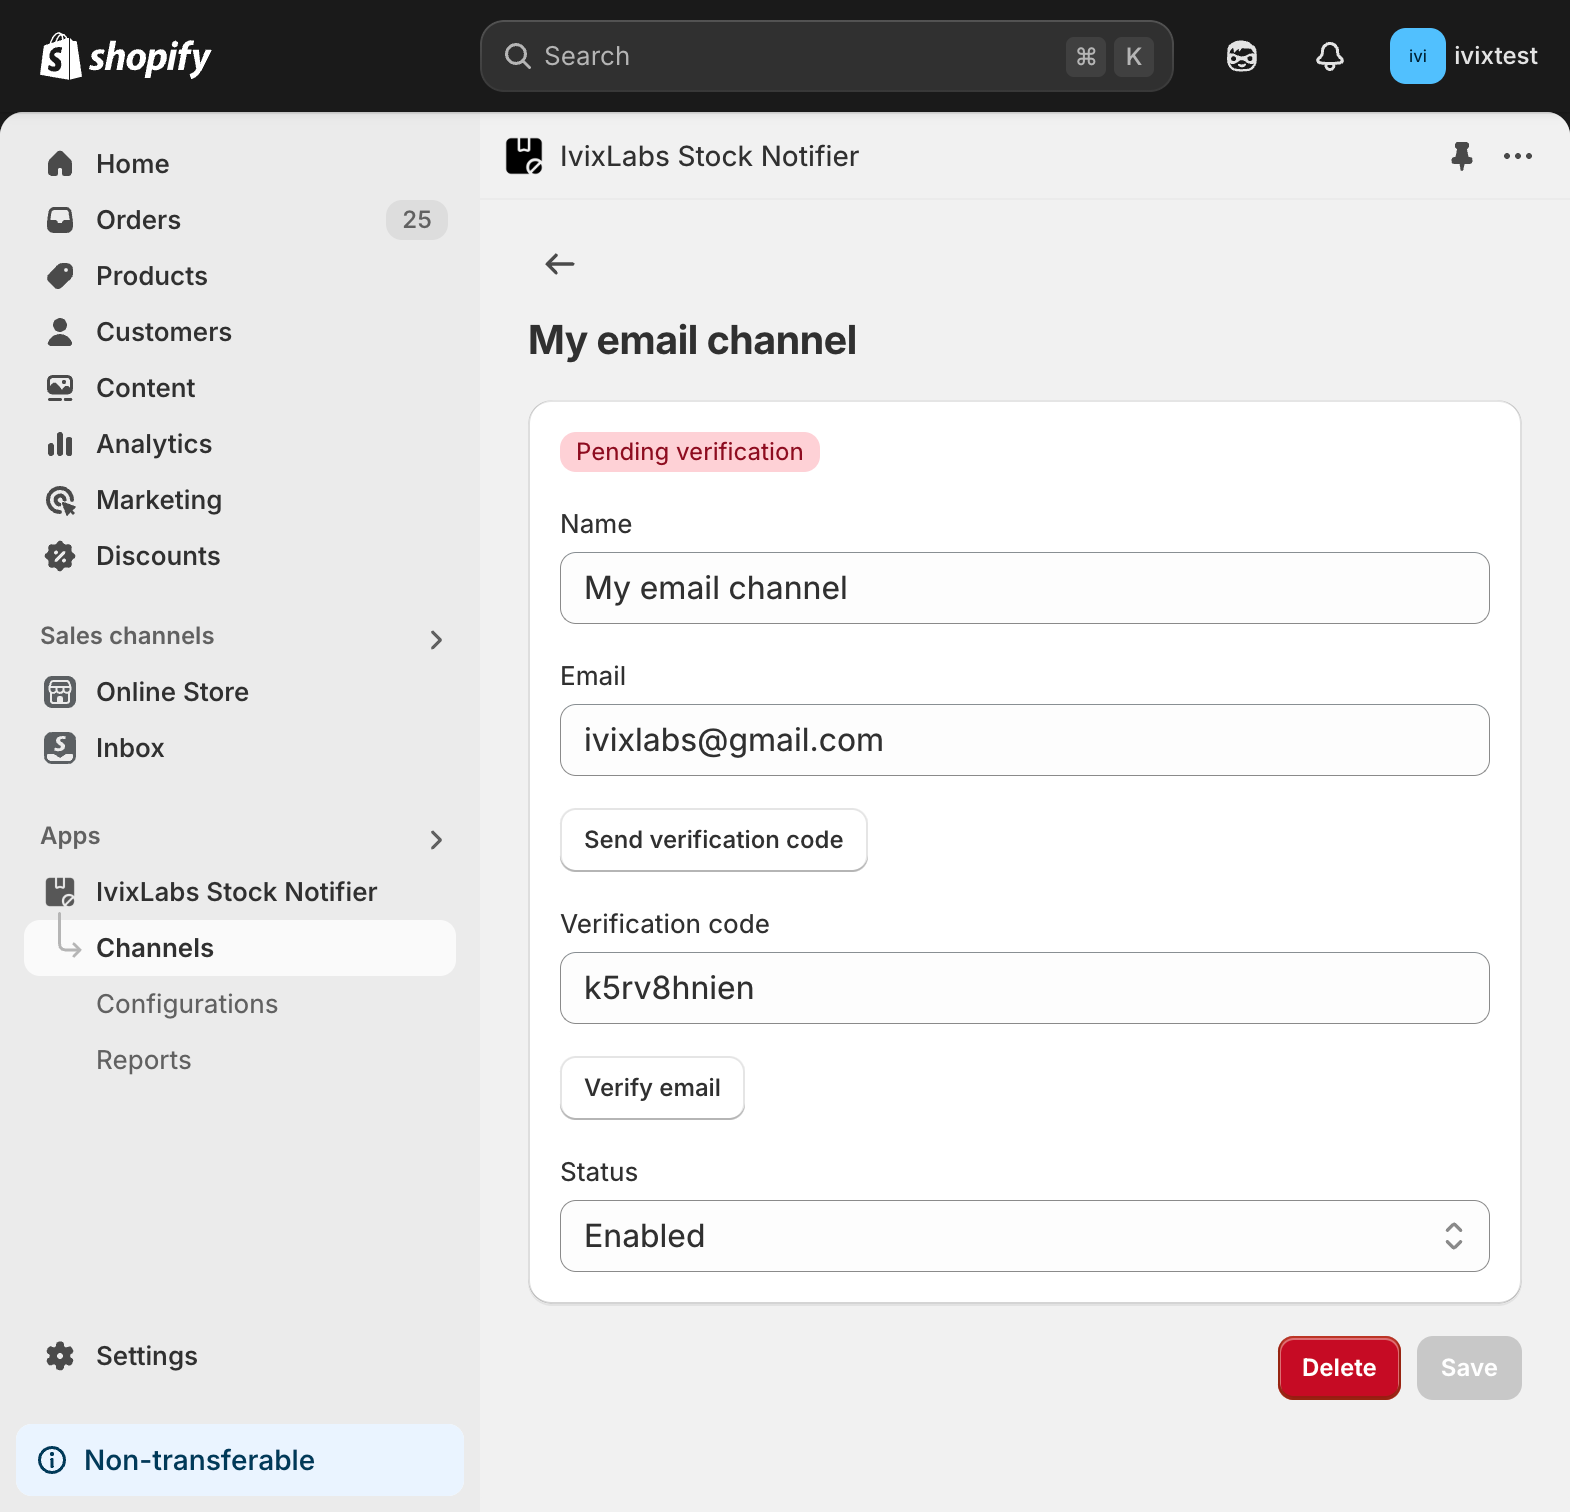 shopify
Search
⌘ K
ivi
ivixtest
Home
Orders
25
Products
Customers
Content
Analytics
Marketing
Discounts
Sales channels
Online Store
Inbox
Apps
IvixLabs Stock Notifier
Channels
Configurations
Reports
Settings
Non-transferable
IvixLabs Stock Notifier
My email channel
Pending verification
Name
My email channel
Email
ivixlabs@gmail.com
Send verification code
Verification code
k5rv8hnien
Verify email
Status
Enabled
Delete
Save